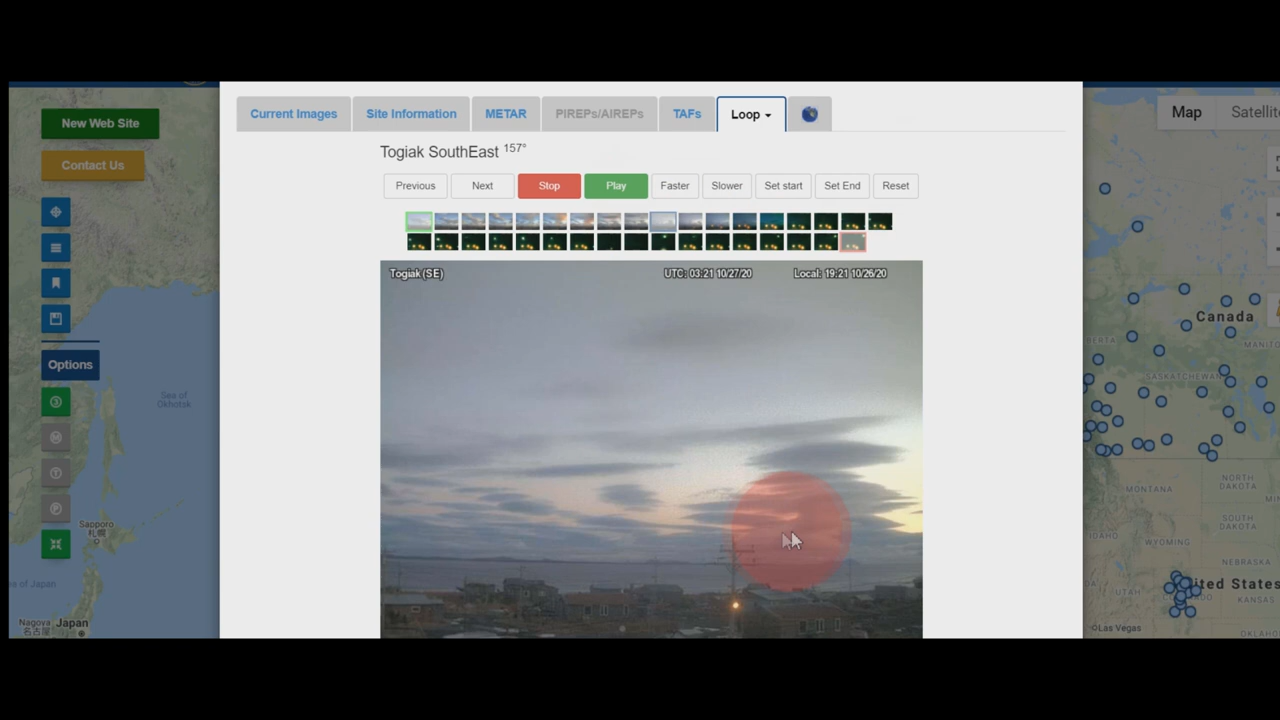 New Web Site
Contact Us
Options
Current Images
Site Information
METAR
PIREPs/AIREPs
TAFs
Loop
Togiak SouthEast 157°
Previous
Next
Stop
Play
Faster
Slower
Set start
Set End
Reset
Togiak (SE)
UTC: 03:21 10/27/20
Local: 19:21 10/26/20
Map
Canada
SASKATCHEWAN
MONTANA
NORTH
DAKOTA
SOUTH
DAKOTA
IDAHO
WYOMING
NEBRASKA
UTAH
KANSAS
Las Vegas
Sea of
Okhotsk
Sapporo
札幌
Nagoya
名古屋
Japan